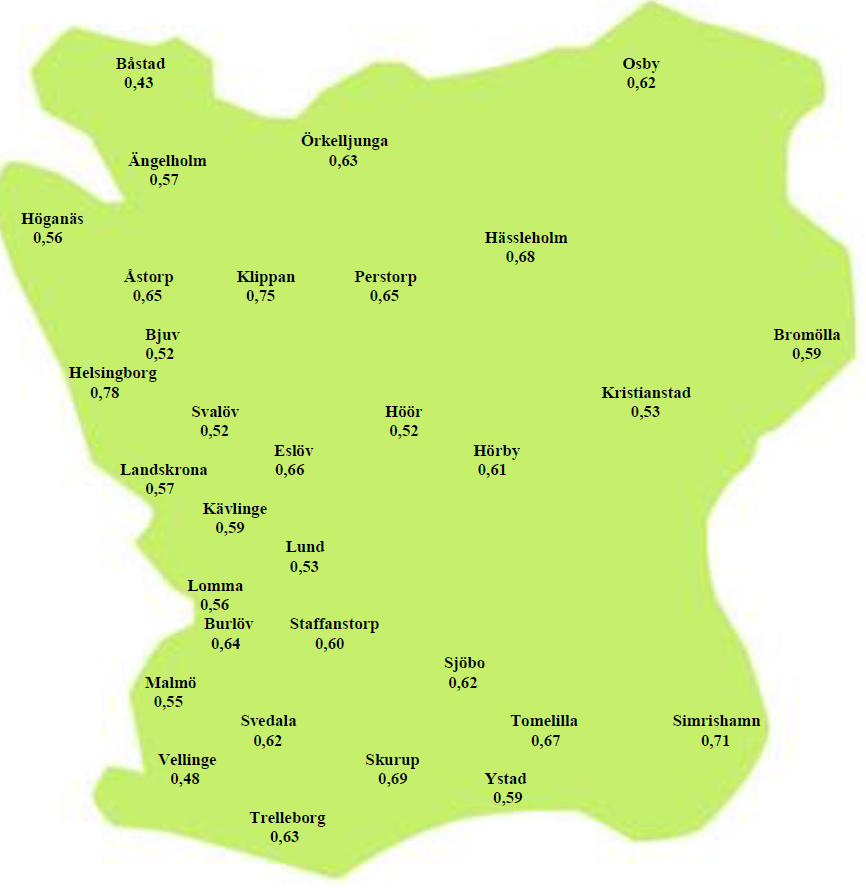 Båstad
0,43
Osby
0,62
Örkelljunga
0,63
Ängelholm
0,57
Höganäs
0,56
Hässleholm
0,68
Åstorp
0,65
Klippan
0,75
Perstorp
0,65
Bjuv
0,52
Bromölla
0,59
Helsingborg
0,78
Kristianstad
0,53
Svalöv
0,52
Höör
0,52
Eslöv
0,66
Hörby
0,61
Landskrona
0,57
Kävlinge
0,59
Lund
0,53
Lomma
0,56
Burlöv
0,64
Staffanstorp
0,60
Sjöbo
0,62
Malmö
0,55
Svedala
0,62
Tomelilla
0,67
Simrishamn
0,71
Vellinge
0,48
Skurup
0,69
Ystad
0,59
Trelleborg
0,63